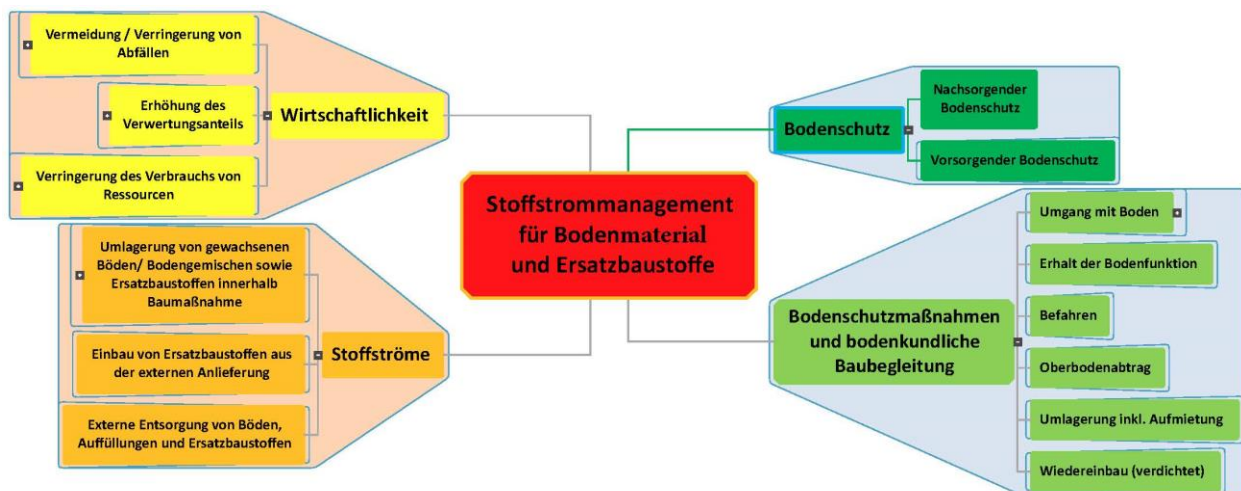 Vermeidung / Verringerung von
Abfällen
Erhöhung des
Verwertungsanteils
Verringerung des Verbrauchs von
Ressourcen
Wirtschaftlichkeit
Umlagerung von gewachsenen
Böden/ Bodengemischen sowie
Ersatzbaustoffen innerhalb
Baumaßnahme
Einbau von Ersatzbaustoffen aus
der externen Anlieferung
Externe Entsorgung von Böden,
Auffüllungen und Ersatzbaustoffen
Stoffströme
Stoffstrommanagement
für Bodenmaterial
und Ersatzbaustoffe
Bodenschutz
Nachsorgender
Bodenschutz
Vorsorgender Bodenschutz
Bodenschutzmaßnahmen
und bodenkundliche
Baubegleitung
Umgang mit Boden
Erhalt der Bodenfunktion
Befahren
Oberbodenabtrag
Umlagerung inkl. Aufmietung
Wiedereinbau (verdichtet)